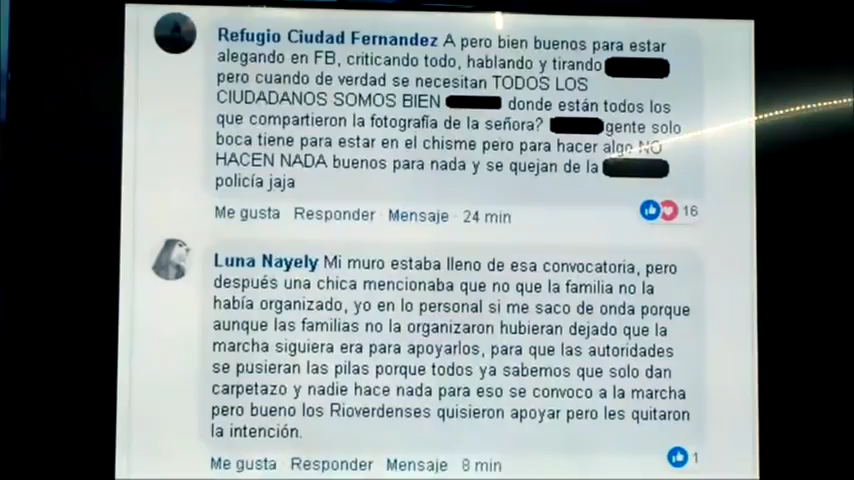 Refugio Ciudad Fernandez A pero bien buenos para estar
alegando en FB, criticando todo, hablando y tirando
pero cuando de verdad se necesitan TODOS LOS
CIUDADANOS SOMOS BIEN donde están todos los
que compartieron la fotografía de la señora? gente solo
boca tiene para estar en el chisme pero para hacer algo NO
HACEN NADA buenos para nada y se quejan de la
policía jaja
Me gusta Responder Mensaje 24 min 16
Luna Nayely Mi muro estaba lleno de esa convocatoria, pero
después una chica mencionaba que no que la familia no la
había organizado, yo en lo personal si me saco de onda porque
aunque las familias no la organizaron hubieran dejado que la
marcha siguiera era para apoyarlos, para que las autoridades
se pusieran las pilas porque todos ya sabemos que solo dan
carpetazo y nadie hace nada para eso se convoco a la marcha
pero bueno los Rioverdenses quisieron apoyar pero les quitaron
la intención.
Me gusta Responder Mensaje 8 min 1